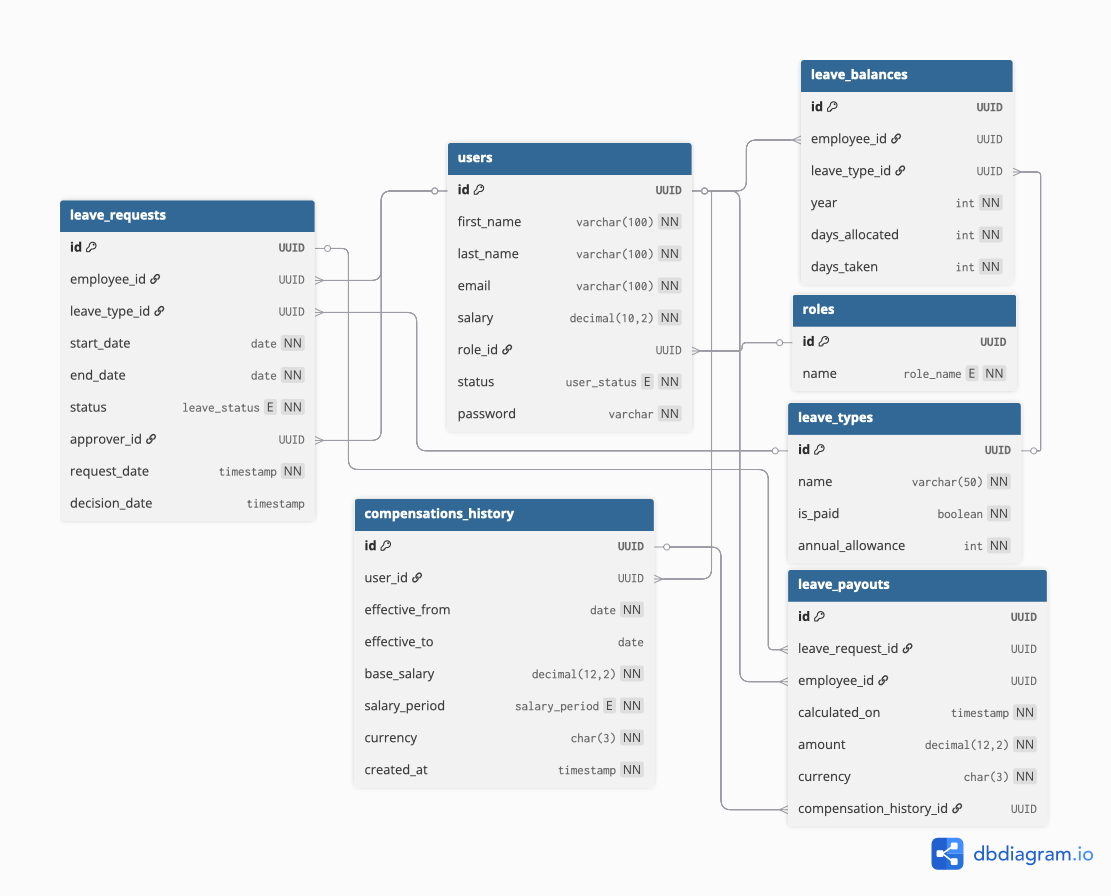 leave_balances
id UUID
employee_id UUID
leave_type_id UUID
year int NN
days_allocated int NN
days_taken int NN
users
id UUID
first_name varchar(100) NN
last_name varchar(100) NN
email varchar(100) NN
salary decimal(10,2) NN
role_id UUID
status user_status E NN
password varchar NN
leave_requests
id UUID
employee_id UUID
leave_type_id UUID
start_date date NN
end_date date NN
status leave_status E NN
approver_id UUID
request_date timestamp NN
decision_date timestamp
roles
id UUID
name role_name E NN
leave_types
id UUID
name varchar(50) NN
is_paid boolean NN
annual_allowance int NN
compensations_history
id UUID
user_id UUID
effective_from date NN
effective_to date
base_salary decimal(12,2) NN
salary_period salary_period E NN
currency char(3) NN
created_at timestamp NN
leave_payouts
id UUID
leave_request_id UUID
employee_id UUID
calculated_on timestamp NN
amount decimal(12,2) NN
currency char(3) NN
compensation_history_id UUID
dbdiagram.io